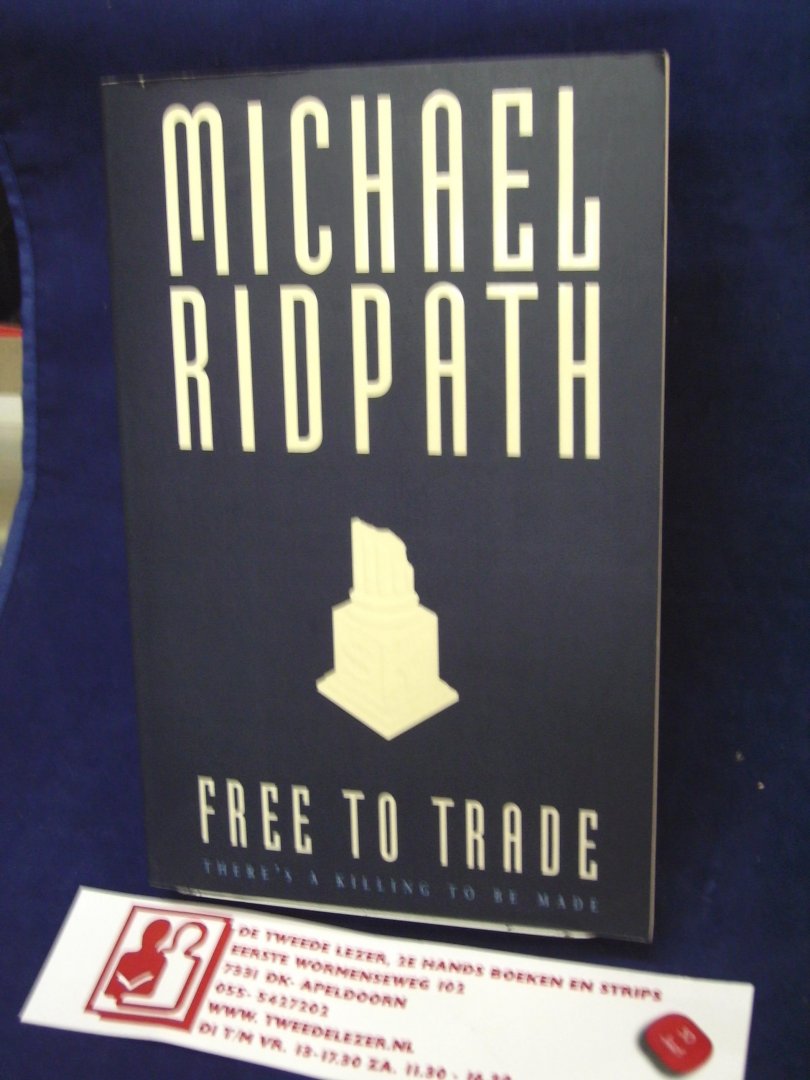 MICHAEL
RIDPATH
FREE TO TRADE
THERE'S A KILLING TO BE MADE
DE TWEEDE LEZER, 2E HANDS BOEKEN EN STRIPS
EERSTE WORMENSEWEG 102
7331 DK- APELDOORN
055- 5427202
WWW. TWEEDELEZER.NL
DI T/M VR. 13-17.30 ZA. 11.30 -